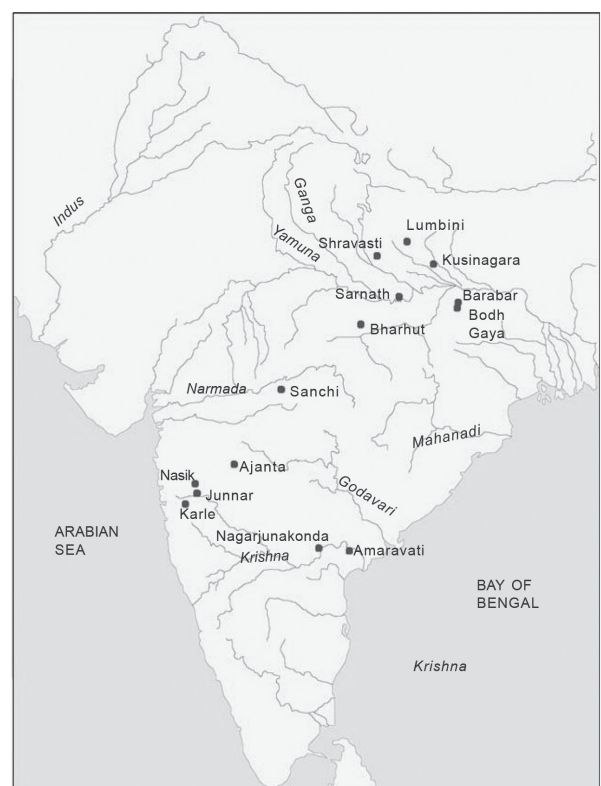 Indus
Ganga
Yamuna
Lumbini
Shravasti
Kusinagara
Sarnath
Barabar
Bodh
Gaya
Bharhut
Narmada
Sanchi
Mahanadi
Ajanta
Nasik
Junnar
Karle
Godavari
Nagarjunakonda
Krishna
Amaravati
ARABIAN
SEA
BAY OF
BENGAL
Krishna